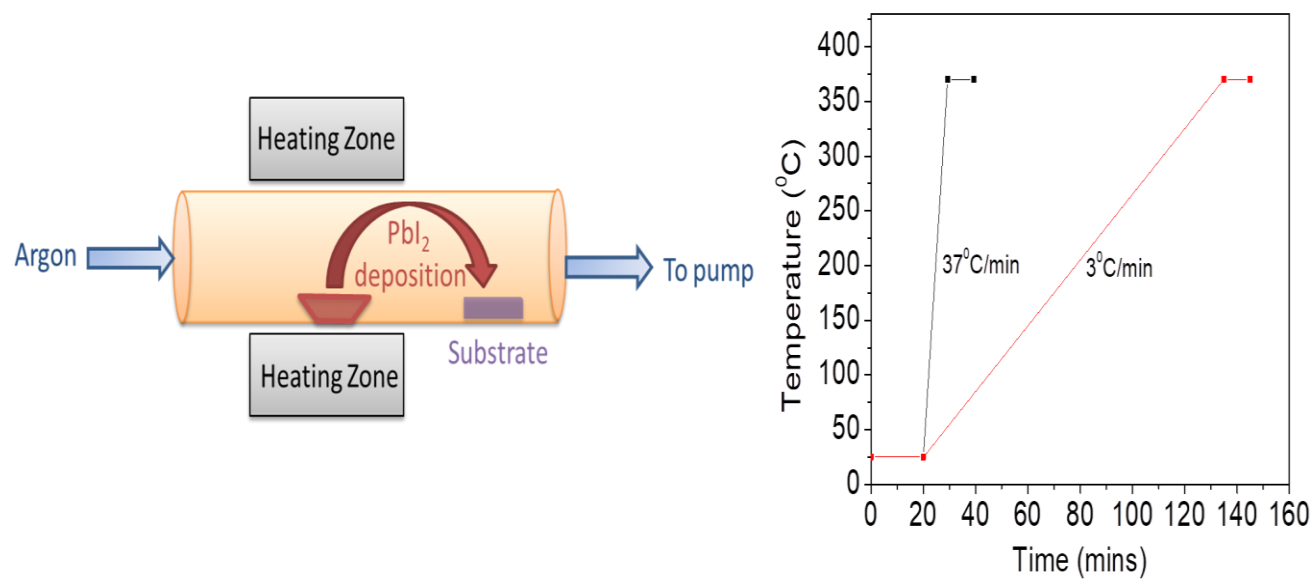 Heating Zone
Argon
PbI₂
deposition
To pump
Substrate
Heating Zone
Temperature (⁰C)
400
350
300
250
200
150
100
50
0
37⁰C/min
3⁰C/min
0 20 40 60 80 100 120 140 160
Time (mins)